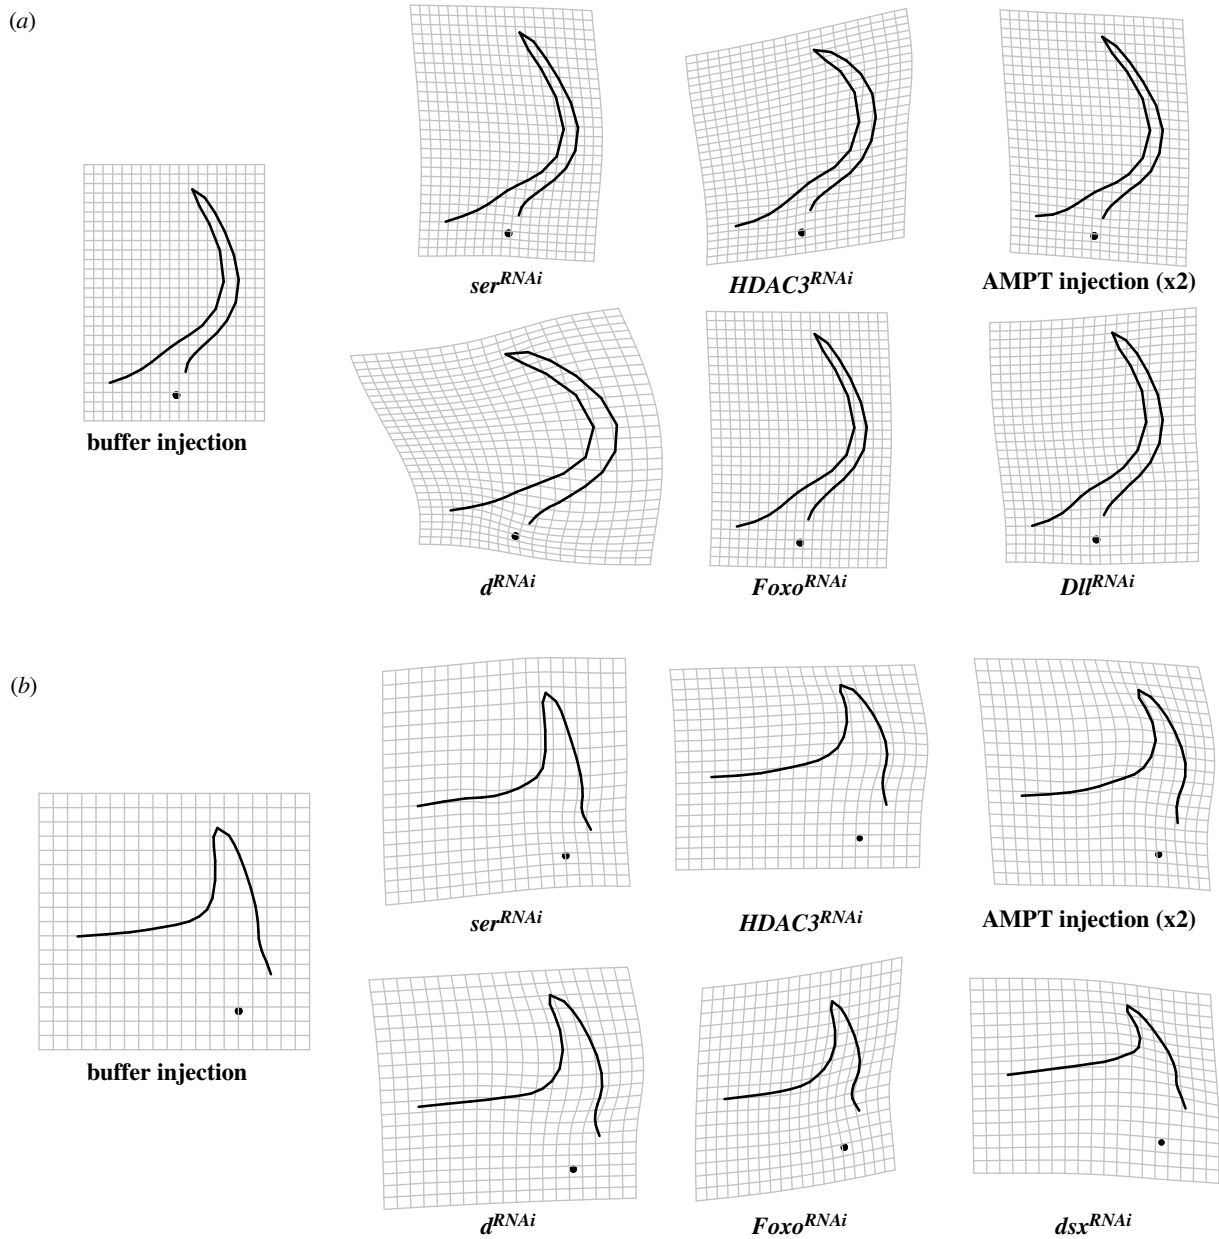 (a)
buffer injection
ser^RNAi
HDAC3^RNAi
AMPT injection (x2)
d^RNAi
Foxo^RNAi
Dll^RNAi
(b)
buffer injection
ser^RNAi
HDAC3^RNAi
AMPT injection (x2)
d^RNAi
Foxo^RNAi
dsx^RNAi